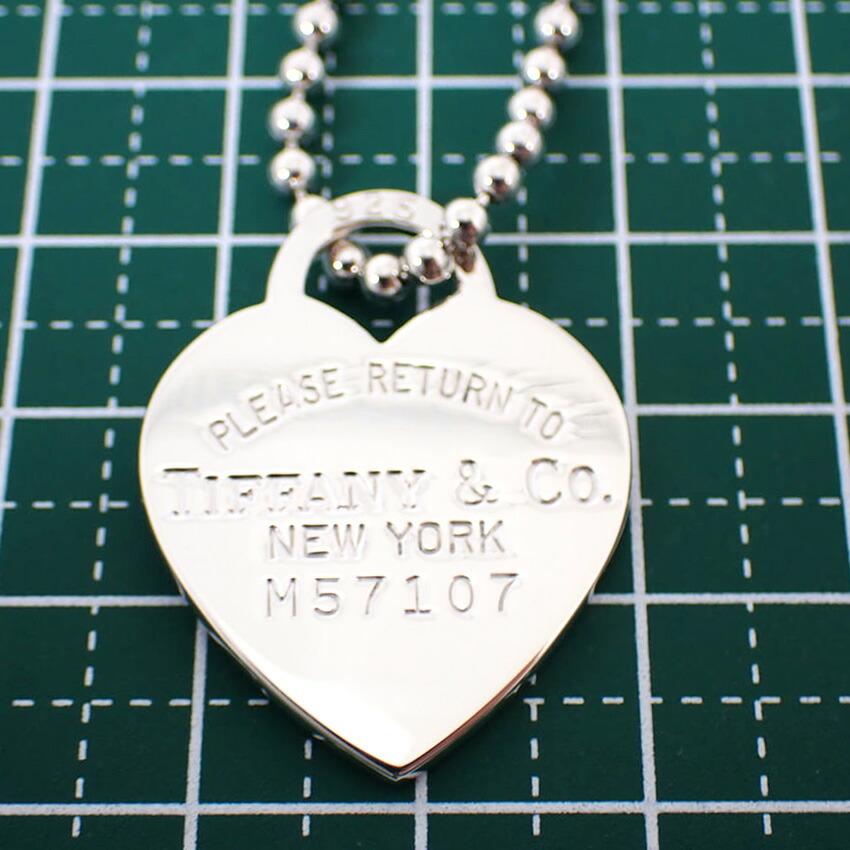 925
PLEASE RETURN TO
TIFFANY & CO.
NEW YORK
M57107